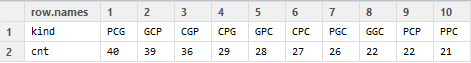 row.names 1 2 3 4 5 6 7 8 9 10
1 kind PCG GCP CGP CPG GPC CPC PGC GGC PCP PPC
2 cnt 40 39 36 29 28 27 26 22 22 21